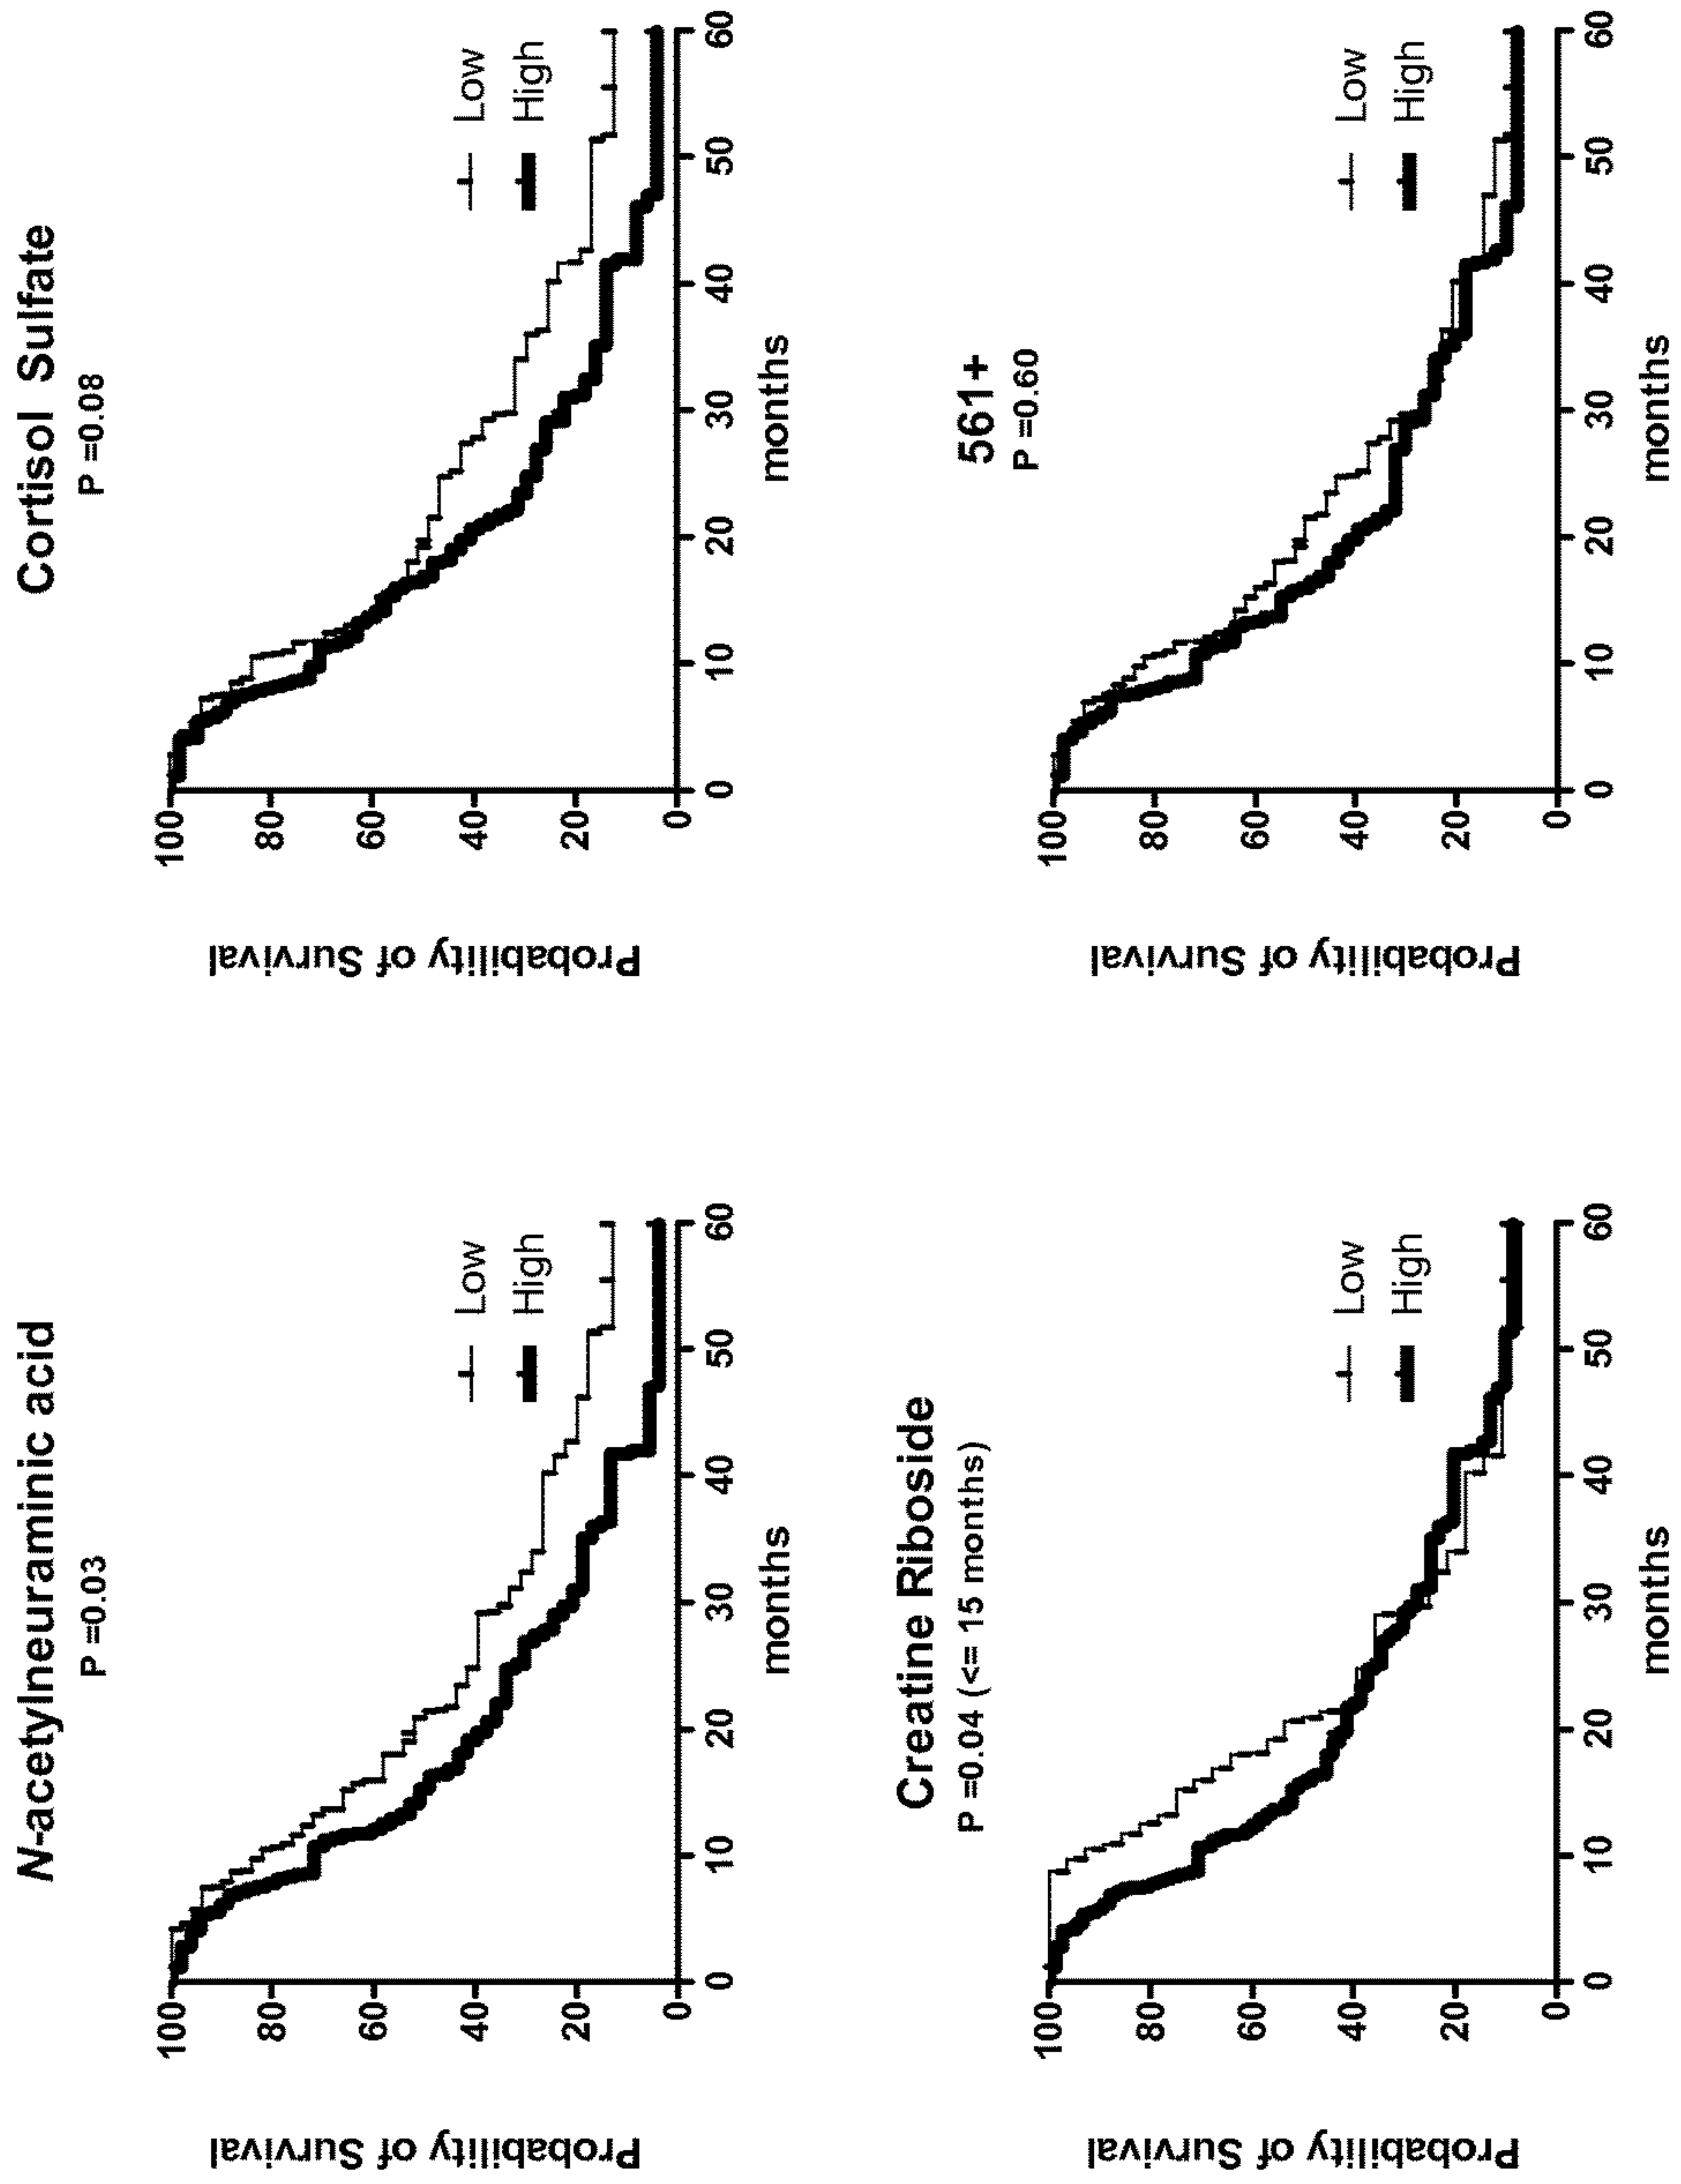 N-acetylneuraminic acid
P =0.03
Probability of Survival
100
80
60
40
20
0
Low
High
0 10 20 30 40 50 60
months
Cortisol Sulfate
P =0.08
Probability of Survival
100
80
60
40
20
0
Low
High
0 10 20 30 40 50 60
months
Creatine Riboside
P =0.04 (<= 15 months)
Probability of Survival
100
80
60
40
20
0
Low
High
0 10 20 30 40 50 60
months
561+
P =0.60
Probability of Survival
100
80
60
40
20
0
Low
High
0 10 20 30 40 50 60
months